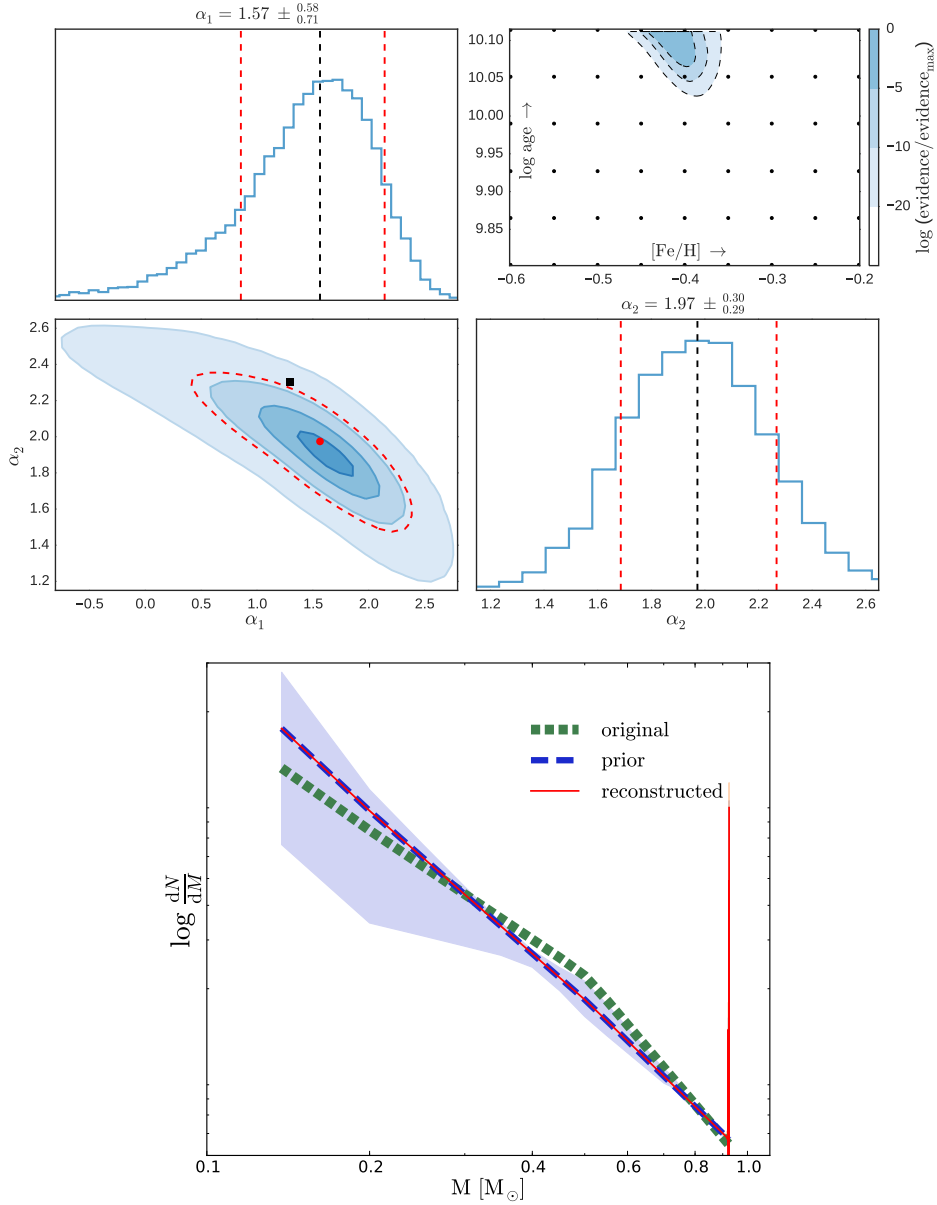 α₁ = 1.57 ± 0.58 0.71
10.10
10.05
10.00
9.95
9.90
9.85
log age →
[Fe/H] →
−0.6 −0.5 −0.4 −0.3 −0.2
0
−5
−10
−20
log (evidence/evidence_max)
α₂ = 1.97 ± 0.30 0.29
2.6
2.4
2.2
2.0
1.8
1.6
1.4
1.2
α₂
−0.5 0.0 0.5 1.0 1.5 2.0 2.5
α₁
1.2 1.4 1.6 1.8 2.0 2.2 2.4 2.6
α₂
original
prior
reconstructed
log dN/dM
0.1 0.2 0.4 0.6 0.8 1.0
M [M⊙]